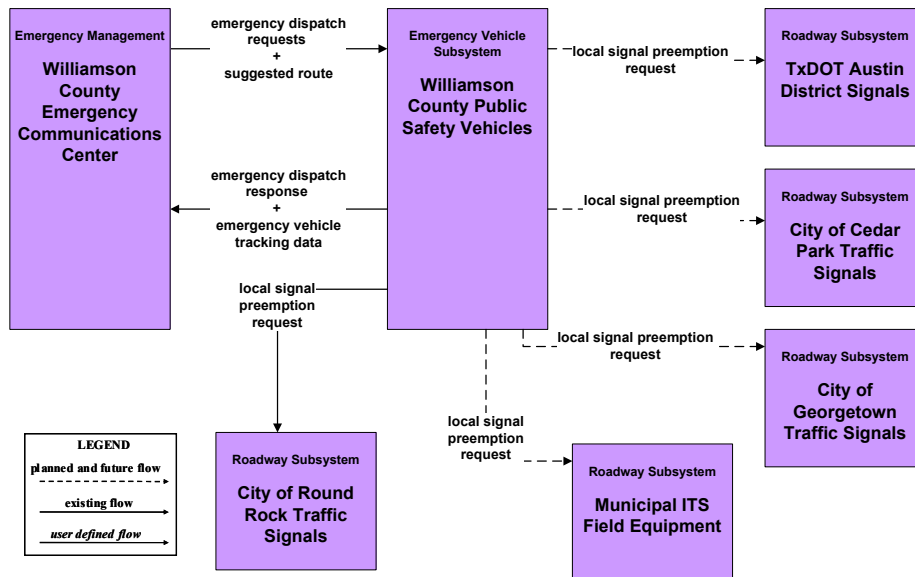 Emergency Management
Williamson
County
Emergency
Communications
Center
emergency dispatch
requests
+
suggested route
Emergency Vehicle
Subsystem
Williamson
County Public
Safety Vehicles
local signal preemption
request
Roadway Subsystem
TxDOT Austin
District Signals
emergency dispatch
response
+
emergency vehicle
tracking data
local signal preemption
request
Roadway Subsystem
City of Cedar
Park Traffic
Signals
local signal
preemption
request
local signal preemption
request
Roadway Subsystem
City of
Georgetown
Traffic Signals
local signal
preemption
request
LEGEND
planned and future flow
existing flow
user defined flow
Roadway Subsystem
City of Round
Rock Traffic
Signals
Roadway Subsystem
Municipal ITS
Field Equipment